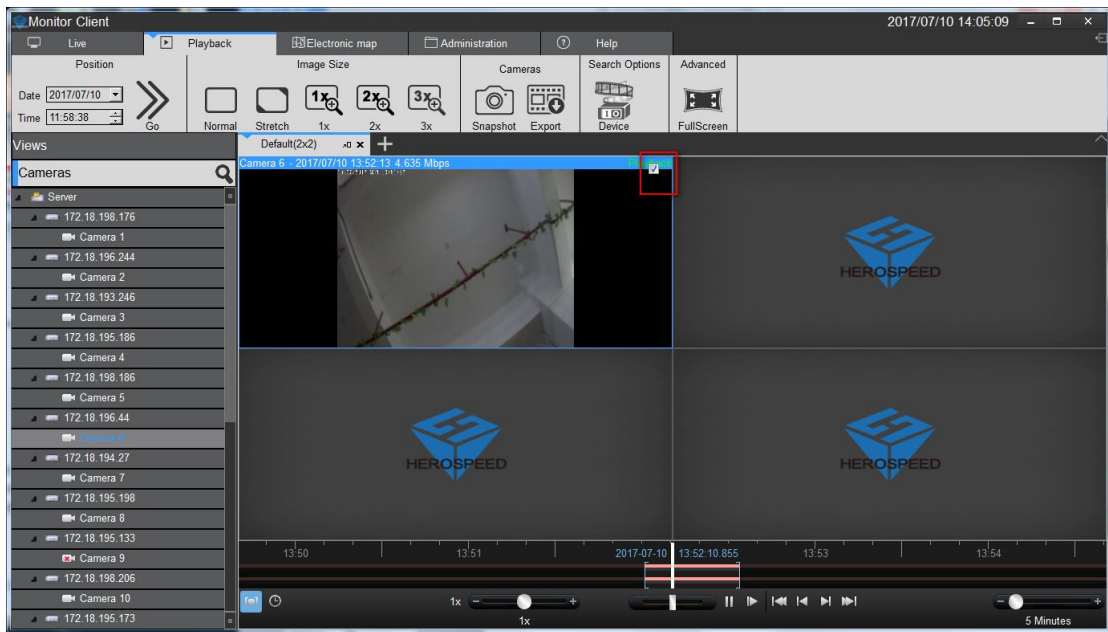 Monitor Client
2017/07/10 14:05:09
Live
Playback
Electronic map
Administration
Help
Position
Date 2017/07/10
Time 11:58:38
Go
Image Size
Normal
Stretch
1x
1x
2x
2x
3x
3x
Cameras
Snapshot
Export
Search Options
Device
Advanced
FullScreen
Views
Default(2x2)
Cameras
Camera 6 - 2017/07/10 13:52:13 4.635 Mbps
Server
172.18.198.176
Camera 1
172.18.196.244
Camera 2
172.18.193.246
Camera 3
172.18.195.186
Camera 4
172.18.198.186
Camera 5
172.18.196.44
Camera 6
172.18.194.27
Camera 7
172.18.195.198
Camera 8
172.18.195.133
Camera 9
172.18.198.206
Camera 10
172.18.195.173
HEROSPEED
HEROSPEED
HEROSPEED
13:50
13:51
2017-07-10 13:52:10.855
13:53
13:54
1x
1x
5 Minutes